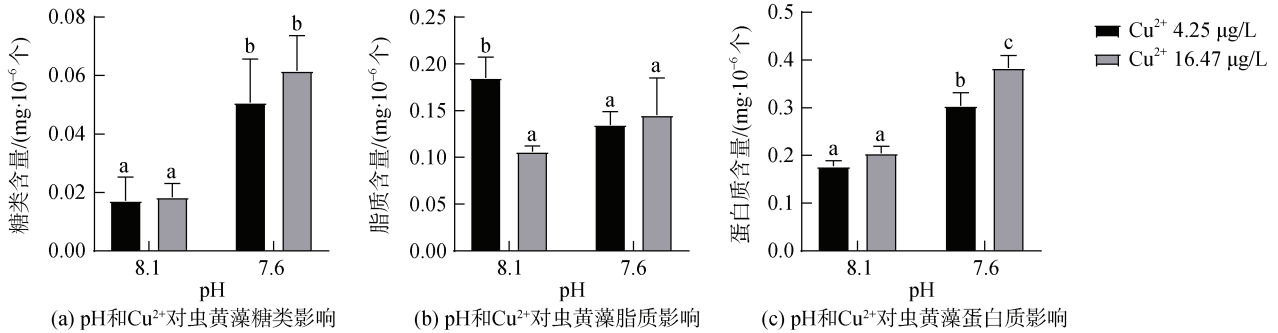 糖类含量/(mg·10⁻⁶个)
0.08
0.06
0.04
0.02
0.00
a
a
b
b
8.1
7.6
pH
(a) pH和Cu²⁺对虫黄藻糖类影响
脂质含量/(mg·10⁻⁶个)
0.25
0.20
0.15
0.10
0.05
0.00
b
a
a
a
8.1
7.6
pH
(b) pH和Cu²⁺对虫黄藻脂质影响
蛋白质含量/(mg·10⁻⁶个)
0.5
0.4
0.3
0.2
0.1
0.0
a
a
b
c
8.1
7.6
pH
(c) pH和Cu²⁺对虫黄藻蛋白质影响
Cu²⁺ 4.25 μg/L
Cu²⁺ 16.47 μg/L